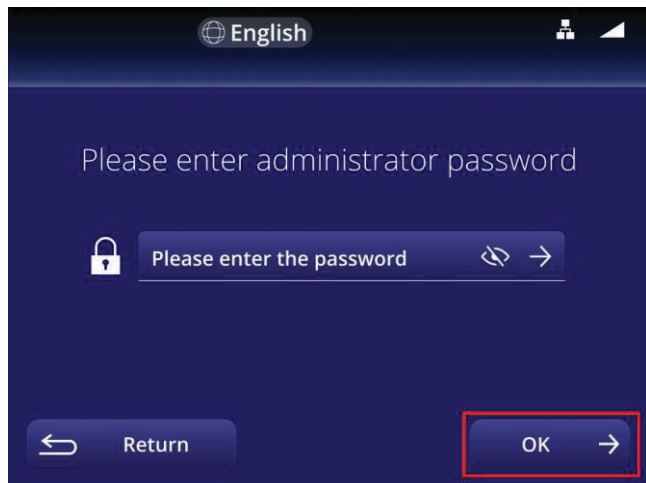 English
Please enter administrator password
Please enter the password
Return
OK